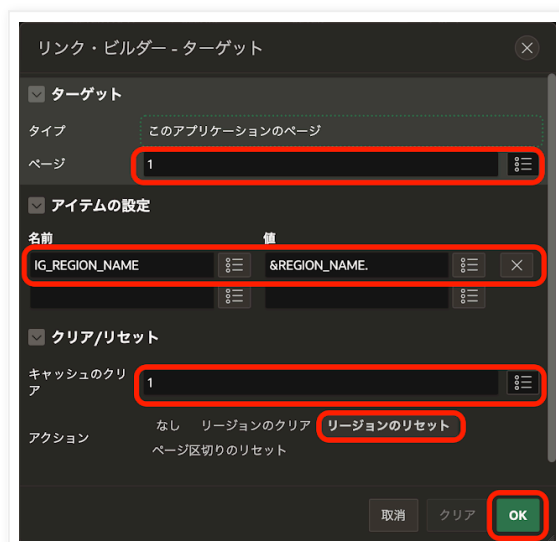 リンク・ビルダー - ターゲット
ターゲット
タイプ このアプリケーションのページ
ページ 1
アイテムの設定
名前 値
IG_REGION_NAME &REGION_NAME.
クリア/リセット
キャッシュのクリ
ア
1
アクション なし リージョンのクリア リージョンのリセット
ページ区切りのリセット
取消 クリア OK